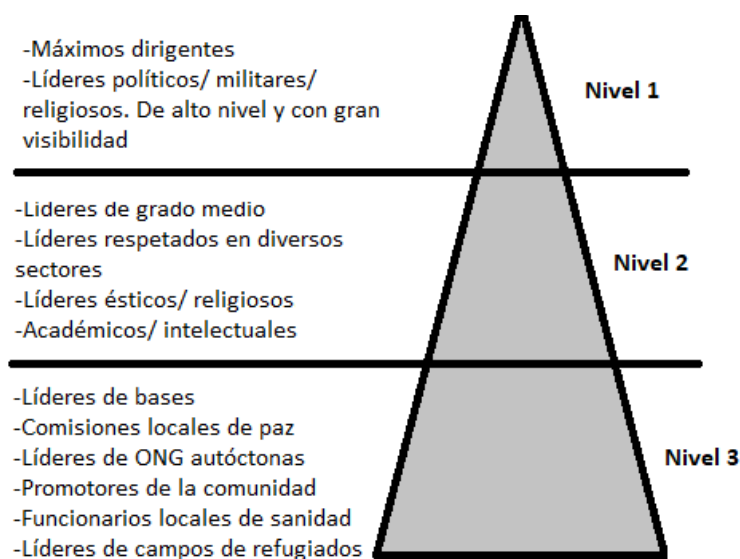 -Máximos dirigentes
-Líderes políticos/ militares/
religiosos. De alto nivel y con gran
visibilidad
Nivel 1
-Lideres de grado medio
-Líderes respetados en diversos
sectores
-Líderes ésticos/ religiosos
-Académicos/ intelectuales
Nivel 2
-Líderes de bases
-Comisiones locales de paz
-Líderes de ONG autóctonas
-Promotores de la comunidad
-Funcionarios locales de sanidad
-Líderes de campos de refugiados
Nivel 3